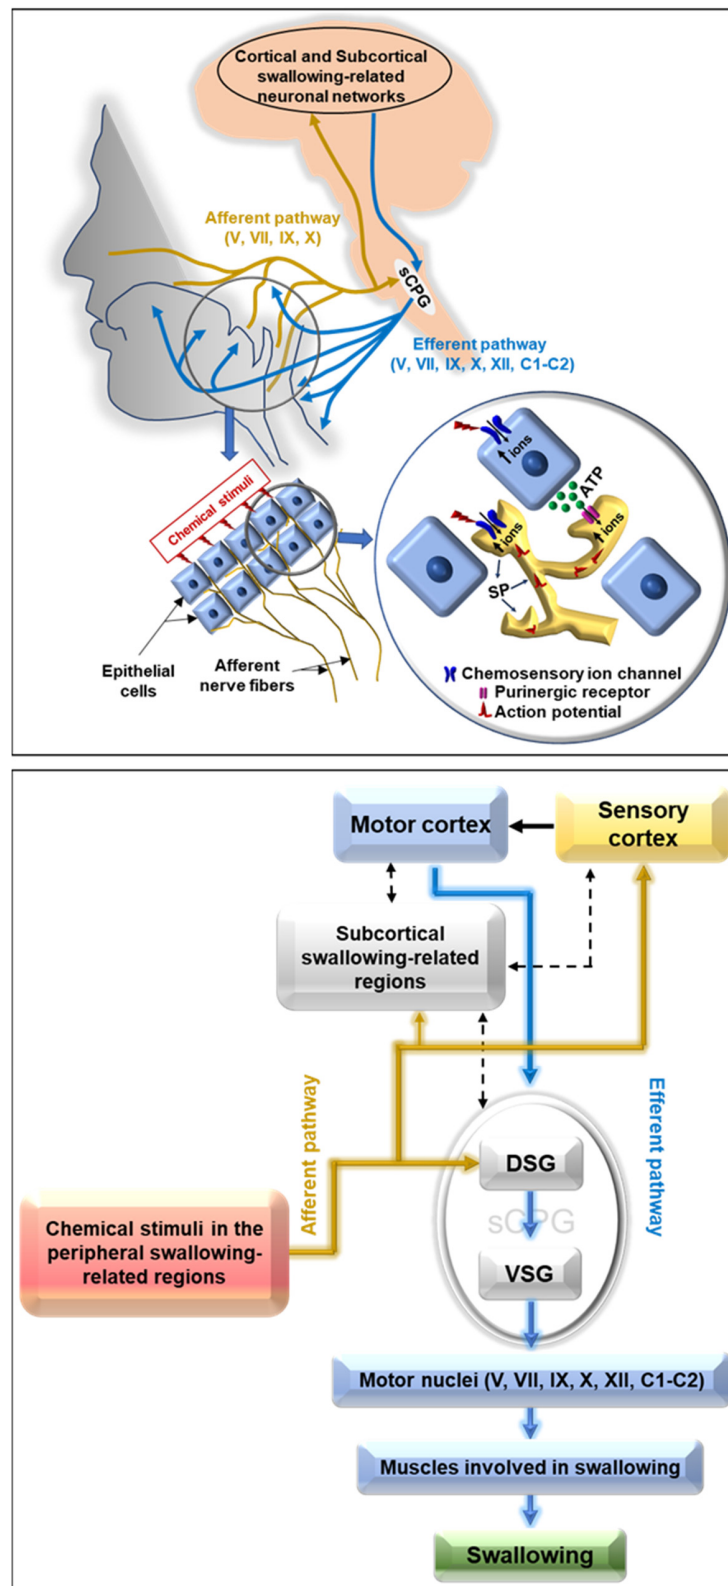 Cortical and Subcortical
swallowing-related
neuronal networks
Afferent pathway
(V, VII, IX, X)
sCPG
Efferent pathway
(V, VII, IX, X, XII, C1-C2)
Chemical stimuli
Epithelial
cells
Afferent
nerve fibers
ions
ATP
ions
ions
SP
Chemosensory ion channel
Purinergic receptor
Action potential
Motor cortex
Sensory
cortex
Subcortical
swallowing-related
regions
Afferent pathway
Efferent pathway
Chemical stimuli in the
peripheral swallowing-
related regions
DSG
sCPG
VSG
Motor nuclei (V, VII, IX, X, XII, C1-C2)
Muscles involved in swallowing
Swallowing